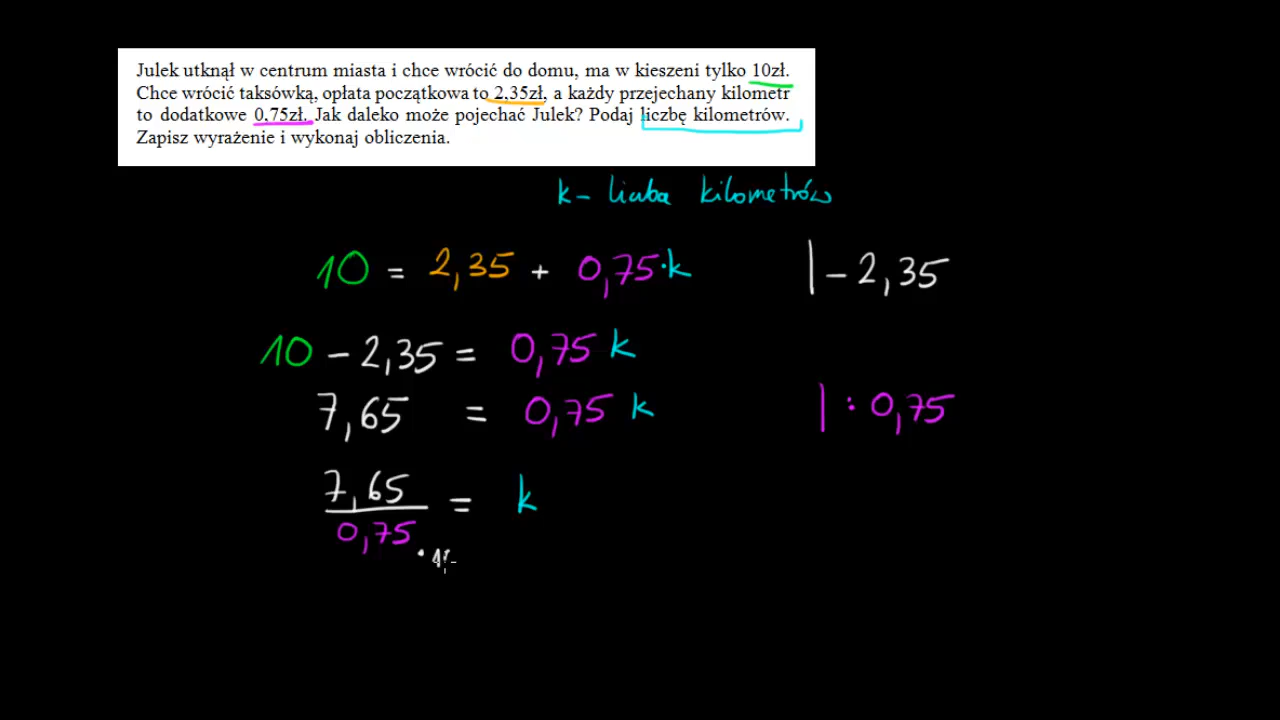 Julek utknął w centrum miasta i chce wrócić do domu, ma w kieszeni tylko 10zł.
Chce wrócić taksówką, opłata początkowa to 2,35zł, a każdy przejechany kilometr
to dodatkowe 0,75zł. Jak daleko może pojechać Julek? Podaj liczbę kilometrów.
Zapisz wyrażenie i wykonaj obliczenia.
k – liczba kilometrów
10 = 2,35 + 0,75·k |– 2,35
10 – 2,35 = 0,75 k
7,65 = 0,75 k | : 0,75
7,65 = k
0,75